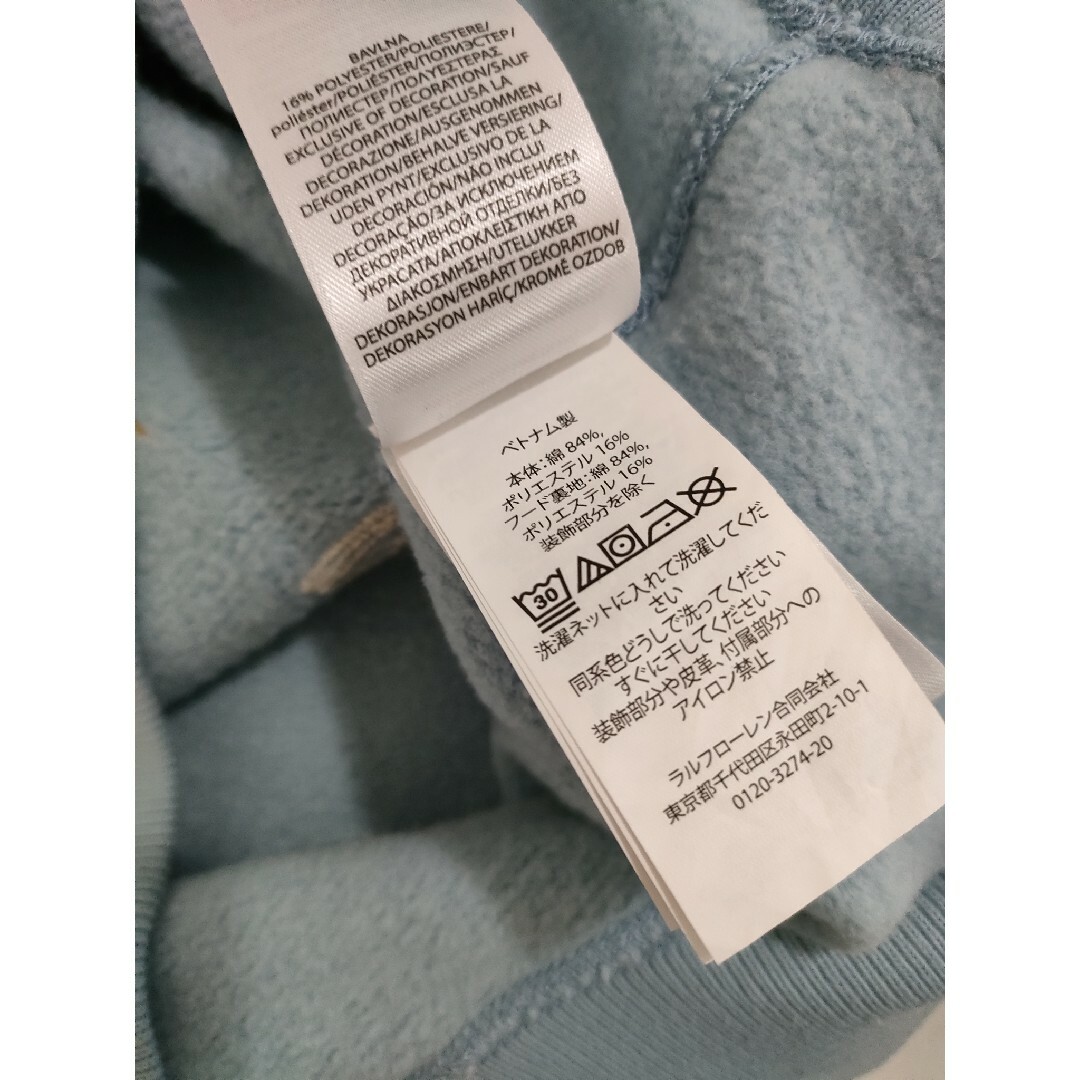 BAVLNA
16% POLYESTER/POLIESTERE/
poliéster/POLIÉSTER/ПОЛИЭСТЕР/
ПОЛИЕСТЕР/ΠΟΛΥΕΣΤΕΡΑΣ
EXCLUSIVE OF DECORATION/SAUF
DÉCORATION/ESCLUSA LA
DECORAZIONE/AUSGENOMMEN
DEKORATION/BEHALVE VERSIERING/
UDEN PYNT/EXCLUSIVO DE LA
DECORACIÓN/NÃO INCLUI
DECORAÇÃO/ЗА ИСКЛЮЧЕНИЕМ
ДЕКОРАТИВНОЙ ОТДЕЛКИ/БЕЗ
УКРАСАТА/ΑΠΟΚΛΕΙΣΤΙΚΗ ΑΠΟ
ΔΙΑΚΟΣΜΗΣΗ/UTELUKKER
DEKORASJON/ENBART DEKORATION/
DEKORASYON HARİÇ/KROMĚ OZDOB
ベトナム製
本体:綿 84%,
ポリエステル 16%
フード裏地:綿 84%,
ポリエステル 16%
装飾部分を除く
30
洗濯ネットに入れて洗濯してくだ
さい
同系色どうしで洗ってください
すぐに干してください
装飾部分や皮革、付属部分への
アイロン禁止
ラルフローレン合同会社
東京都千代田区永田町2-10-1
0120-3274-20